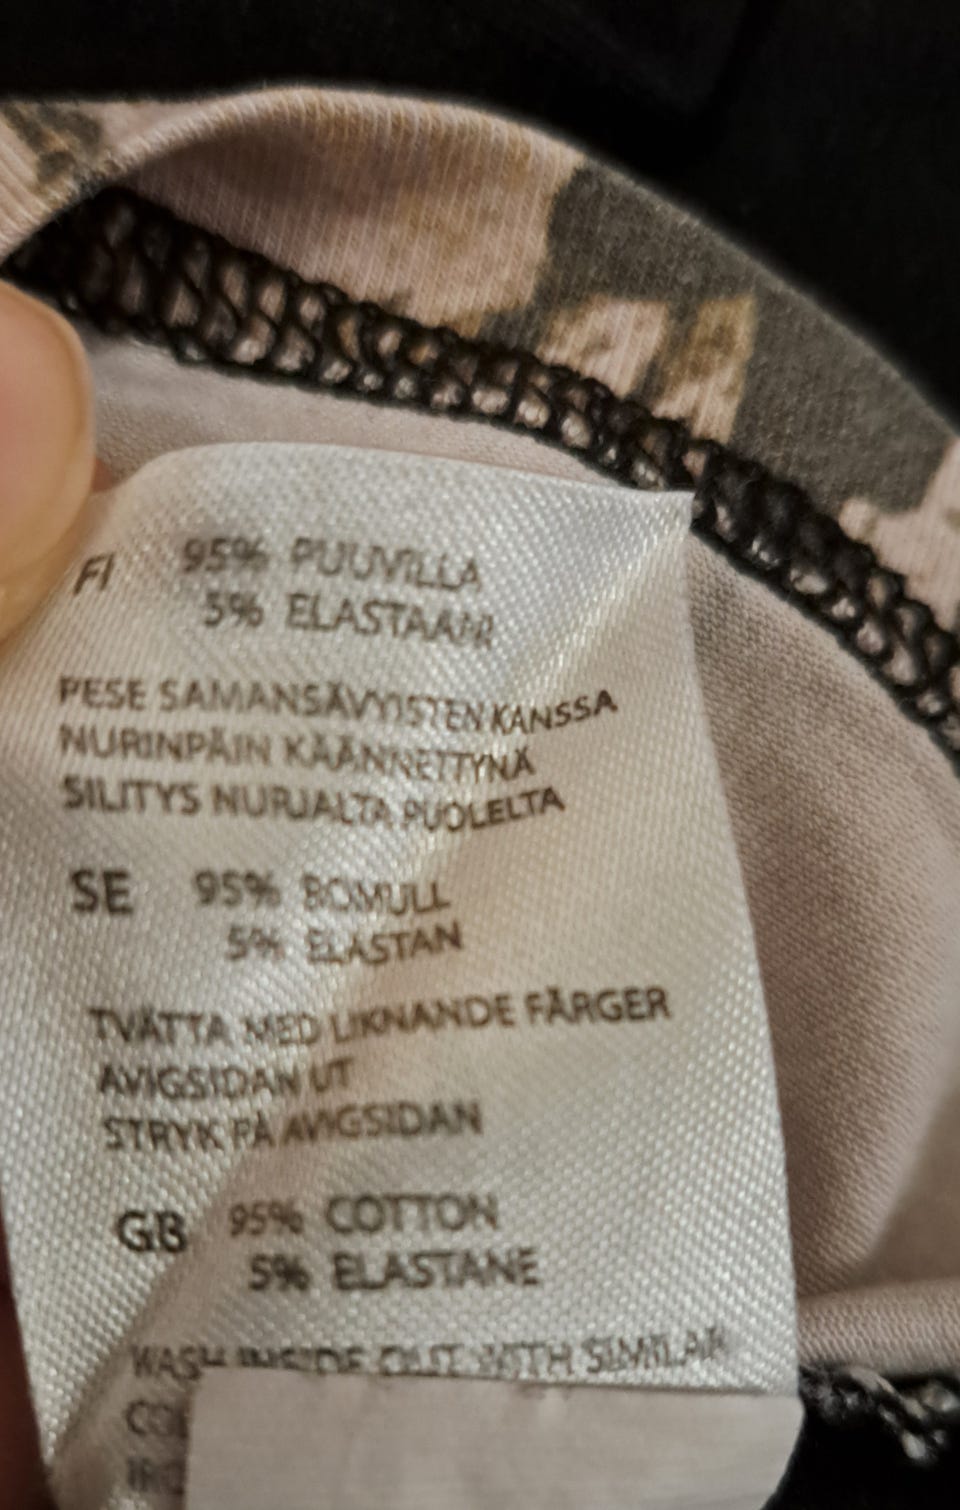 FI 95% PUUVILLA
5% ELASTAANI
PESE SAMANSÄVYISTEN KANSSA
NURINPÄIN KÄÄNNETTYNÄ
SILITYS NURJALTA PUOLELTA
SE 95% BOMULL
5% ELASTAN
TVÄTTA MED LIKNANDE FÄRGER
AVIGSIDAN UT
STRYK PÅ AVIGSIDAN
GB 95% COTTON
5% ELASTANE
WASH INSIDE OUT WITH SIMILAR